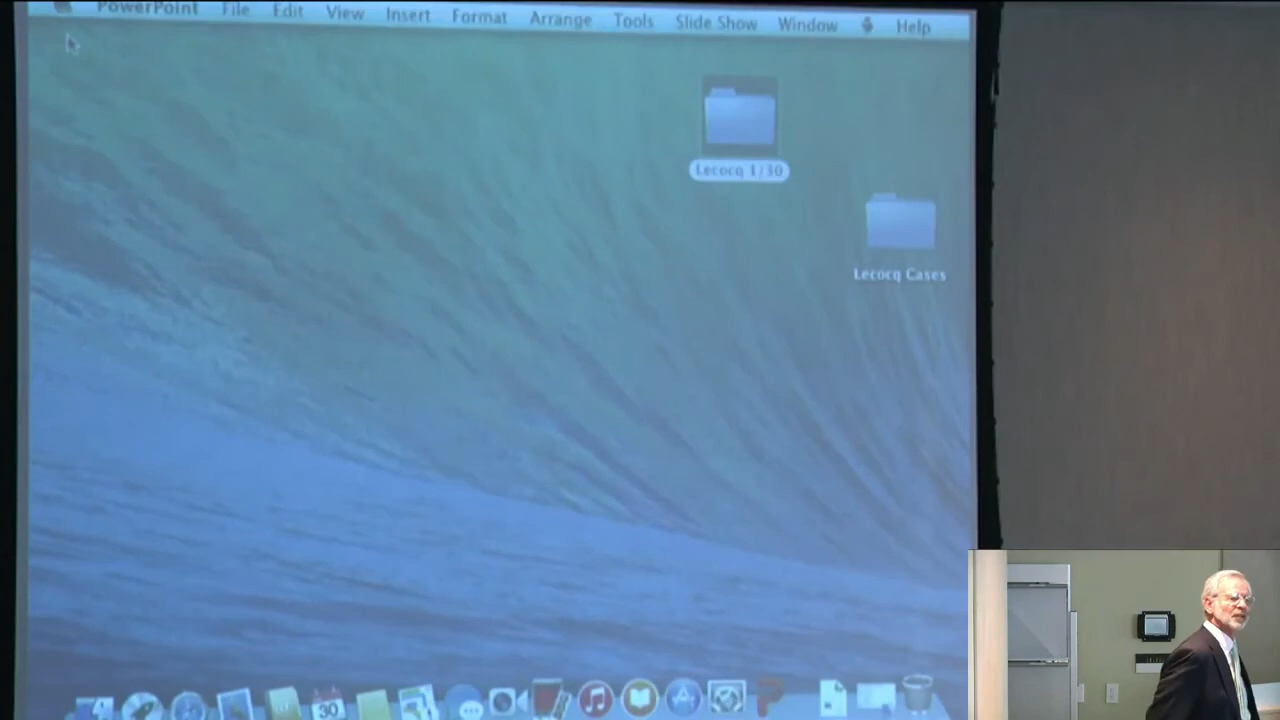 PowerPoint File Edit View Insert Format Arrange Tools Slide Show Window Help
Lecocq 1/30
Lecocq Cases
30